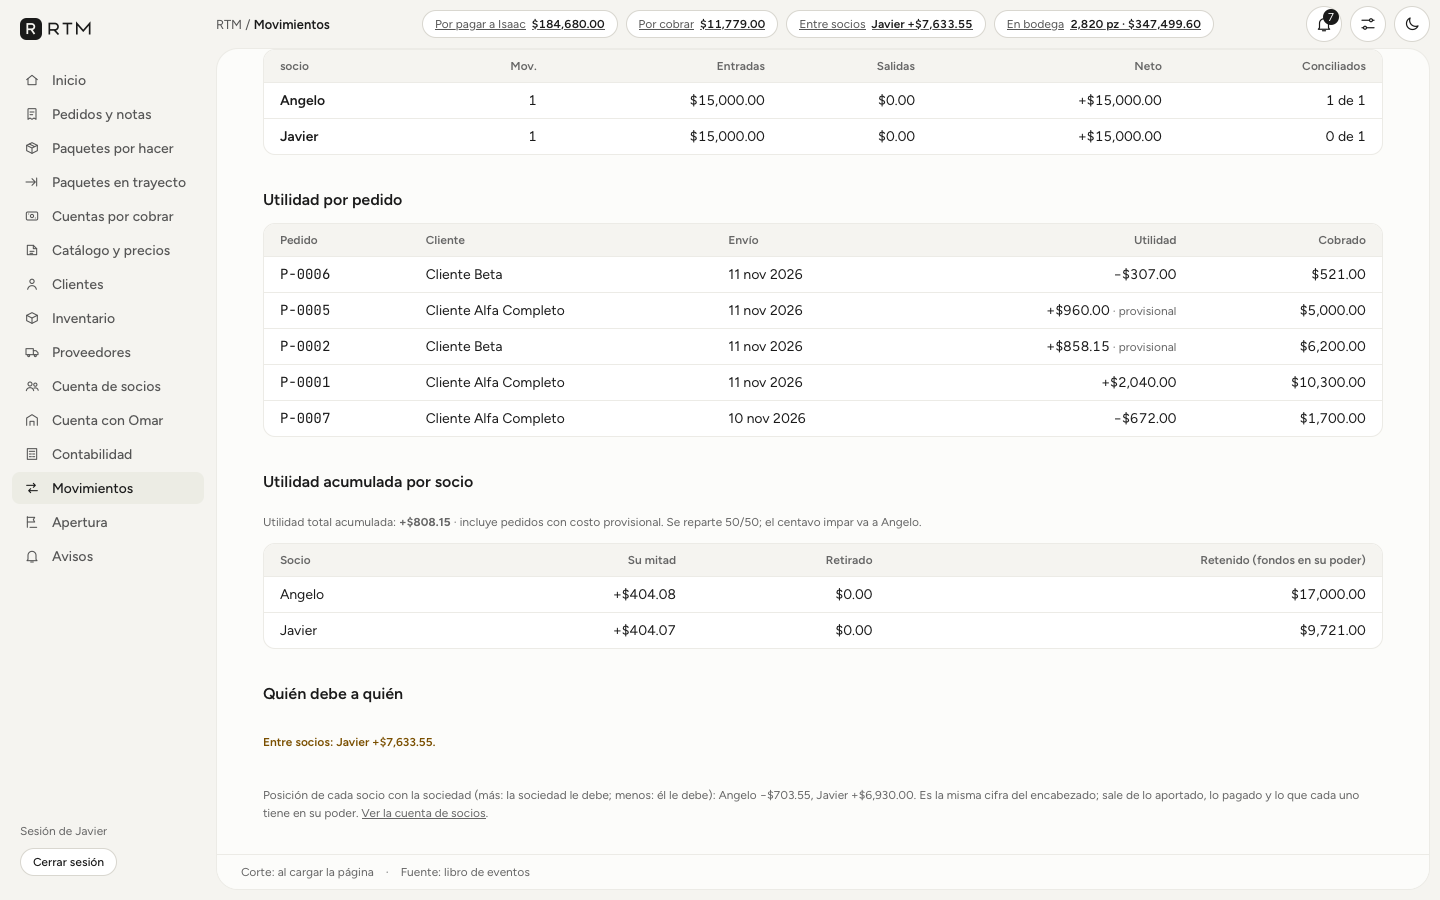 R RTM
RTM / Movimientos
Por pagar a Isaac $184,680.00
Por cobrar $11,779.00
Entre socios Javier +$7,633.55
En bodega 2,820 pz · $347,499.60
7
Inicio
Pedidos y notas
Paquetes por hacer
Paquetes en trayecto
Cuentas por cobrar
Catálogo y precios
Clientes
Inventario
Proveedores
Cuenta de socios
Cuenta con Omar
Contabilidad
Movimientos
Apertura
Avisos
Sesión de Javier
Cerrar sesión
socio Mov. Entradas Salidas Neto Conciliados
Angelo 1 $15,000.00 $0.00 +$15,000.00 1 de 1
Javier 1 $15,000.00 $0.00 +$15,000.00 0 de 1
Utilidad por pedido
Pedido Cliente Envío Utilidad Cobrado
P-0006 Cliente Beta 11 nov 2026 −$307.00 $521.00
P-0005 Cliente Alfa Completo 11 nov 2026 +$960.00 · provisional $5,000.00
P-0002 Cliente Beta 11 nov 2026 +$858.15 · provisional $6,200.00
P-0001 Cliente Alfa Completo 11 nov 2026 +$2,040.00 $10,300.00
P-0007 Cliente Alfa Completo 10 nov 2026 −$672.00 $1,700.00
Utilidad acumulada por socio
Utilidad total acumulada: +$808.15 · incluye pedidos con costo provisional. Se reparte 50/50; el centavo impar va a Angelo.
Socio Su mitad Retirado Retenido (fondos en su poder)
Angelo +$404.08 $0.00 $17,000.00
Javier +$404.07 $0.00 $9,721.00
Quién debe a quién
Entre socios: Javier +$7,633.55.
Posición de cada socio con la sociedad (más: la sociedad le debe; menos: él le debe): Angelo −$703.55, Javier +$6,930.00. Es la misma cifra del encabezado; sale de lo aportado, lo pagado y lo que cada uno
tiene en su poder. Ver la cuenta de socios.
Corte: al cargar la página · Fuente: libro de eventos